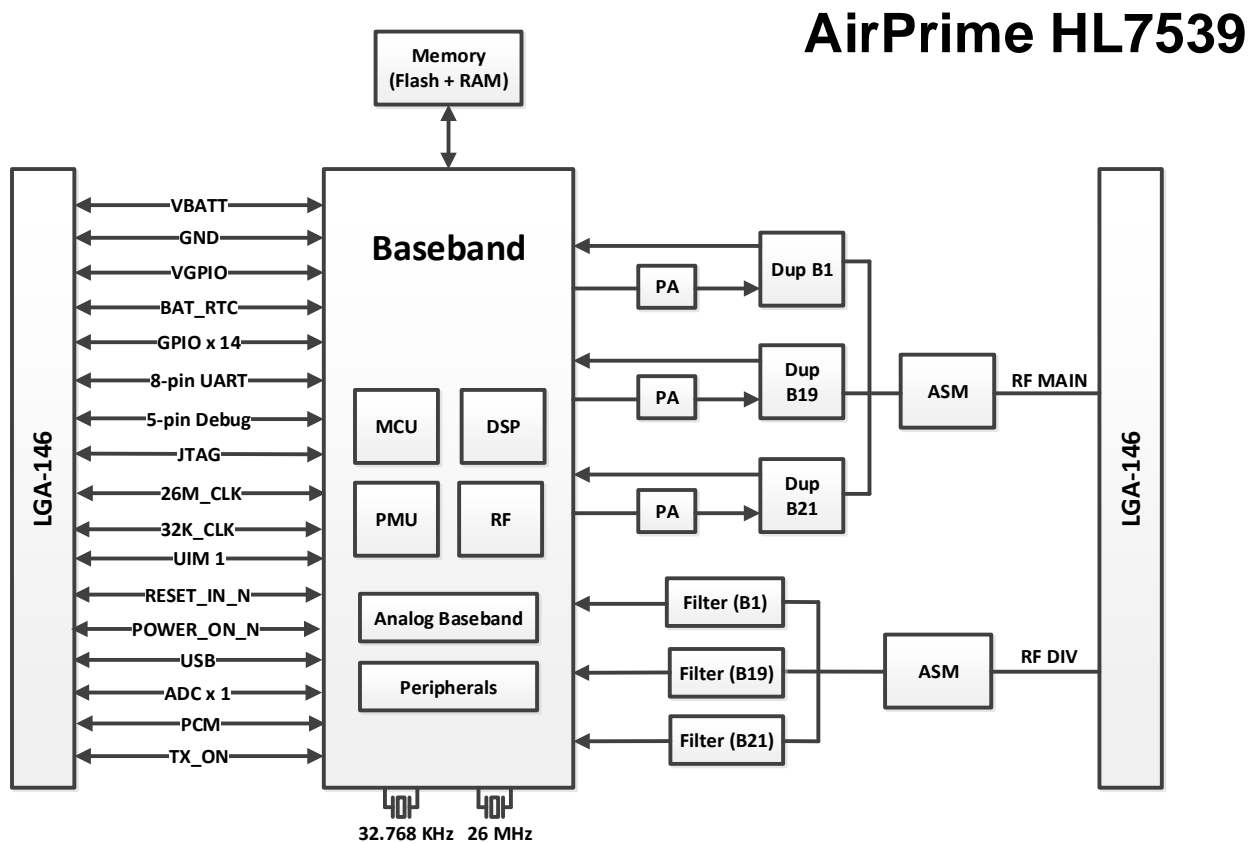 AirPrime HL7539
Memory
(Flash + RAM)
LGA-146
VBATT
GND
VGPIO
BAT_RTC
GPIO x 14
8-pin UART
5-pin Debug
JTAG
26M_CLK
32K_CLK
UIM 1
RESET_IN_N
POWER_ON_N
USB
ADC x 1
PCM
TX_ON
Baseband
MCU
DSP
PMU
RF
Analog Baseband
Peripherals
32.768 KHz
26 MHz
PA
Dup B1
PA
Dup
B19
PA
Dup
B21
ASM
RF MAIN
Filter (B1)
Filter (B19)
Filter (B21)
ASM
RF DIV
LGA-146